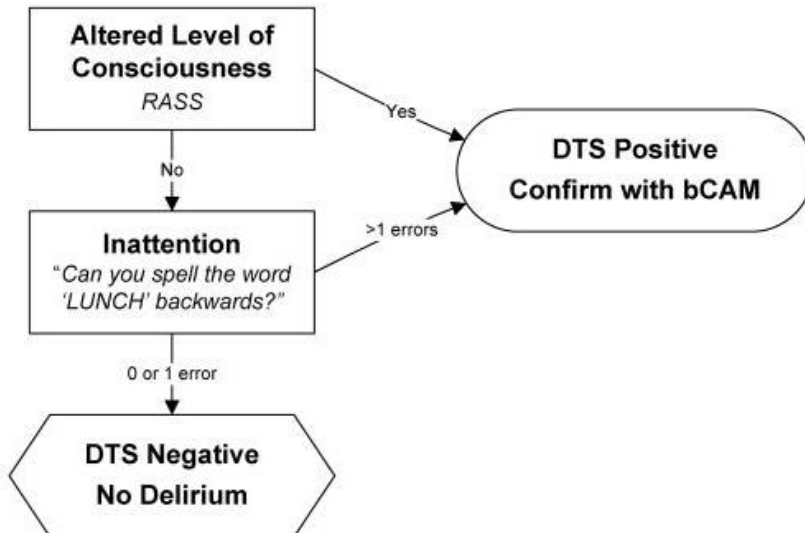 Altered Level of
Consciousness
RASS
Yes
DTS Positive
Confirm with bCAM
No
Inattention
“Can you spell the word
‘LUNCH’ backwards?”
>1 errors
0 or 1 error
DTS Negative
No Delirium